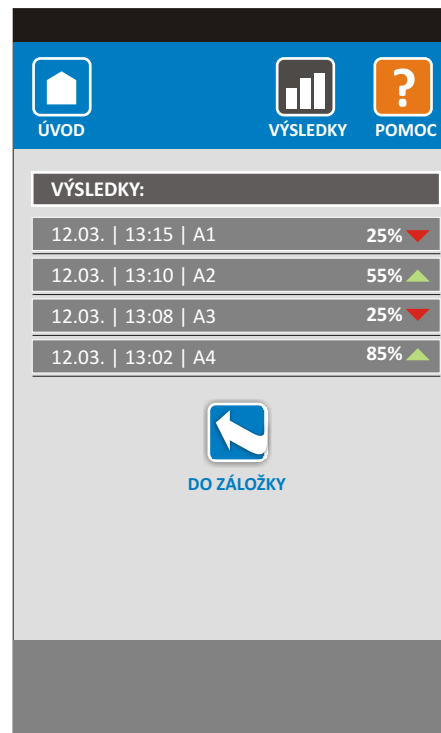 ÚVOD VÝSLEDKY POMOC
VÝSLEDKY:
12.03. | 13:15 | A1 25%
12.03. | 13:10 | A2 55%
12.03. | 13:08 | A3 25%
12.03. | 13:02 | A4 85%
DO ZÁLOŽKY